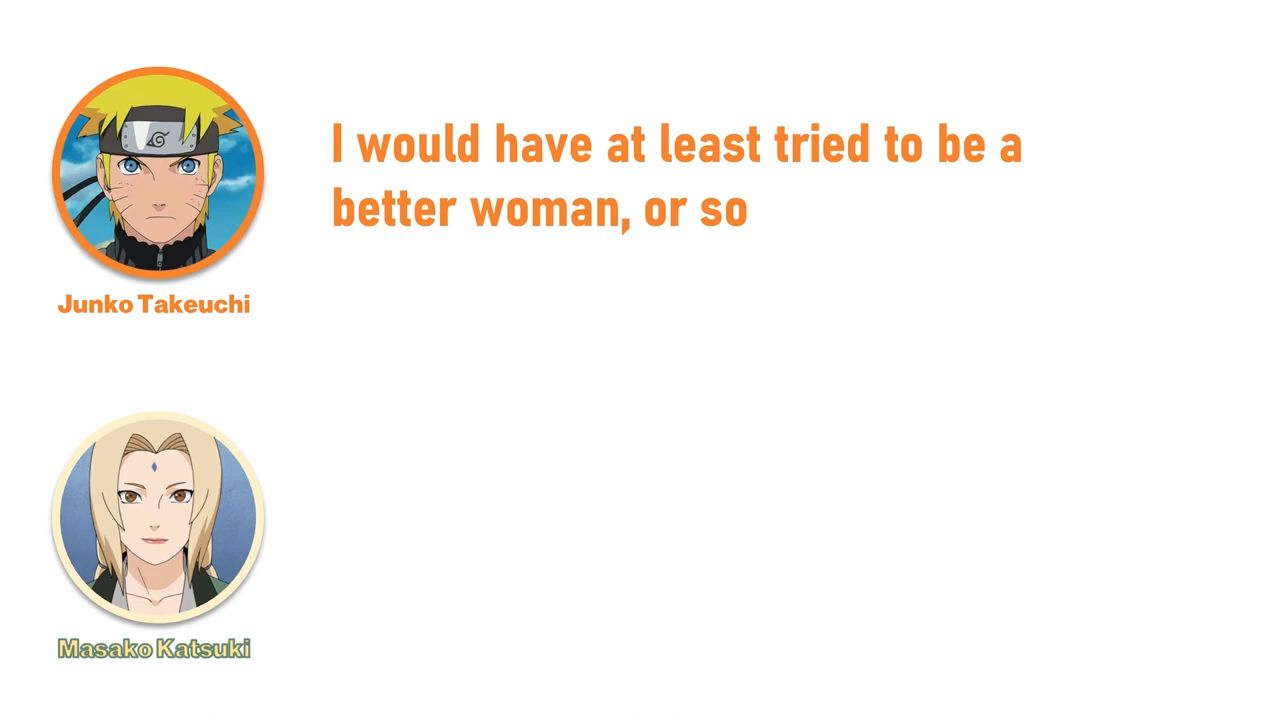 I would have at least tried to be a
better woman, or so
Junko Takeuchi
Masako Katsuki